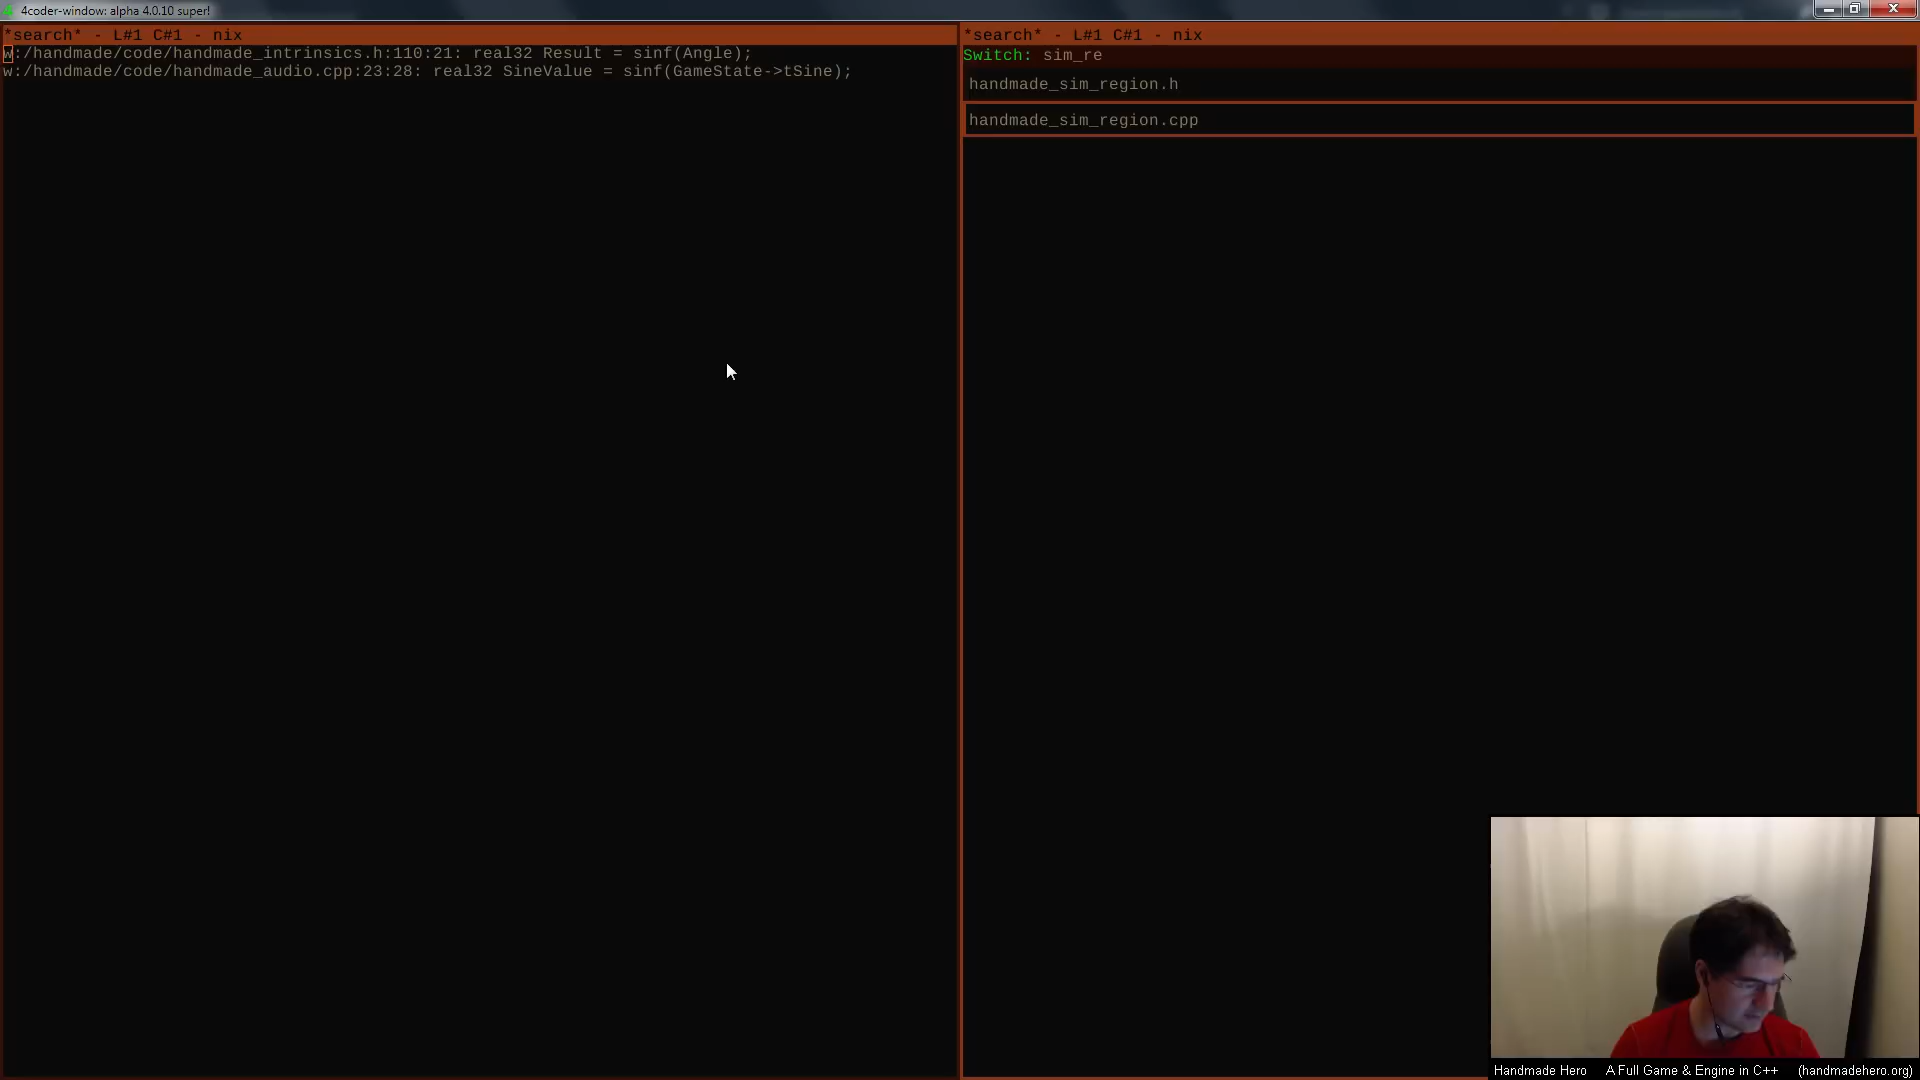 4coder-window: alpha 4.0.10 super!
*search* - L#1 C#1 - nix
w:/handmade/code/handmade_intrinsics.h:110:21: real32 Result = sinf(Angle);
w:/handmade/code/handmade_audio.cpp:23:28: real32 SineValue = sinf(GameState->tSine);
*search* - L#1 C#1 - nix
Switch: sim_re
handmade_sim_region.h
handmade_sim_region.cpp
Handmade Hero A Full Game & Engine in C++ (handmadehero.org)